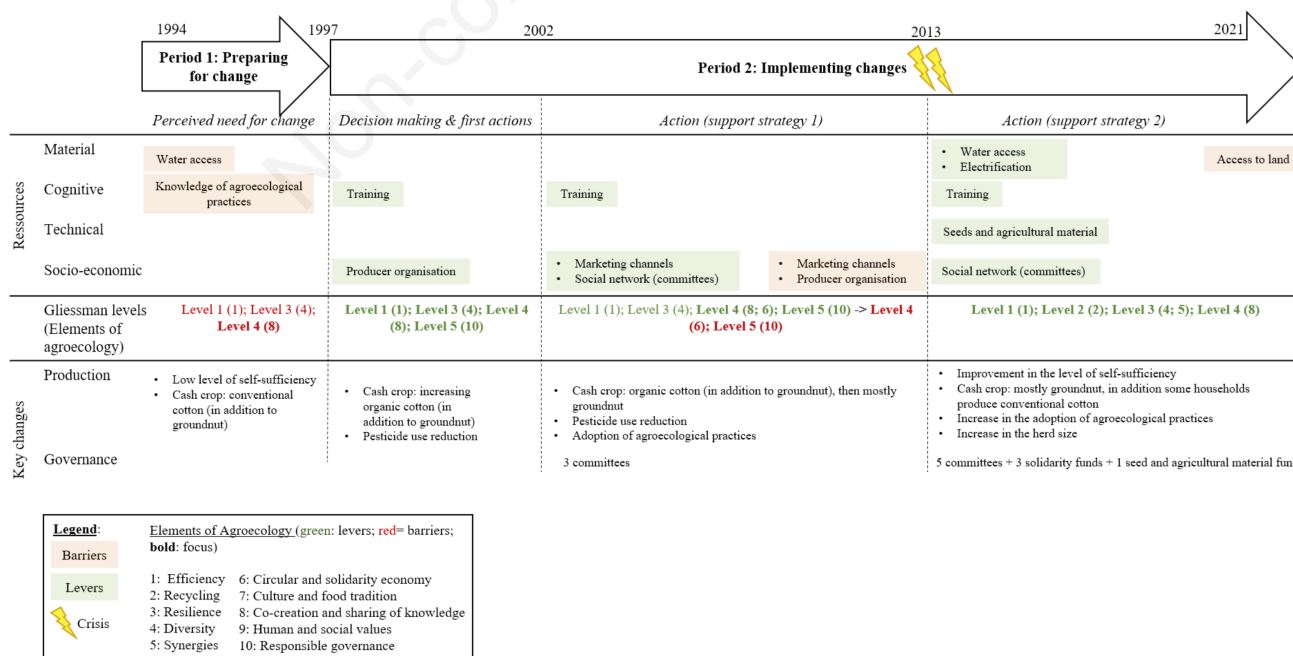 Non-co
1994
1997
2002
2013
2021
Period 1: Preparing
for change
Period 2: Implementing changes
Perceived need for change
Decision making & first actions
Action (support strategy 1)
Action (support strategy 2)
Ressources
Material
Water access
• Water access
• Electrification
Access to land
Cognitive
Knowledge of agroecological
practices
Training
Training
Training
Technical
Seeds and agricultural material
Socio-economic
Producer organisation
• Marketing channels
• Social network (committees)
• Marketing channels
• Producer organisation
Social network (committees)
Gliessman levels
(Elements of
agroecology)
Level 1 (1); Level 3 (4);
Level 4 (8)
Level 1 (1); Level 3 (4); Level 4
(8); Level 5 (10)
Level 1 (1); Level 3 (4); Level 4 (8; 6); Level 5 (10) -> Level 4
(6); Level 5 (10)
Level 1 (1); Level 2 (2); Level 3 (4; 5); Level 4 (8)
Key changes
Production
• Low level of self-sufficiency
• Cash crop: conventional
cotton (in addition to
groundnut)
• Cash crop: increasing
organic cotton (in
addition to groundnut)
• Pesticide use reduction
• Cash crop: organic cotton (in addition to groundnut), then mostly
groundnut
• Pesticide use reduction
• Adoption of agroecological practices
• Improvement in the level of self-sufficiency
• Cash crop: mostly groundnut, in addition some households
produce conventional cotton
• Increase in the adoption of agroecological practices
• Increase in the herd size
Governance
3 committees
5 committees + 3 solidarity funds + 1 seed and agricultural material fun
Legend:
Barriers
Levers
Crisis
Elements of Agroecology (green: levers; red= barriers;
bold: focus)
1: Efficiency
2: Recycling
3: Resilience
4: Diversity
5: Synergies
6: Circular and solidarity economy
7: Culture and food tradition
8: Co-creation and sharing of knowledge
9: Human and social values
10: Responsible governance